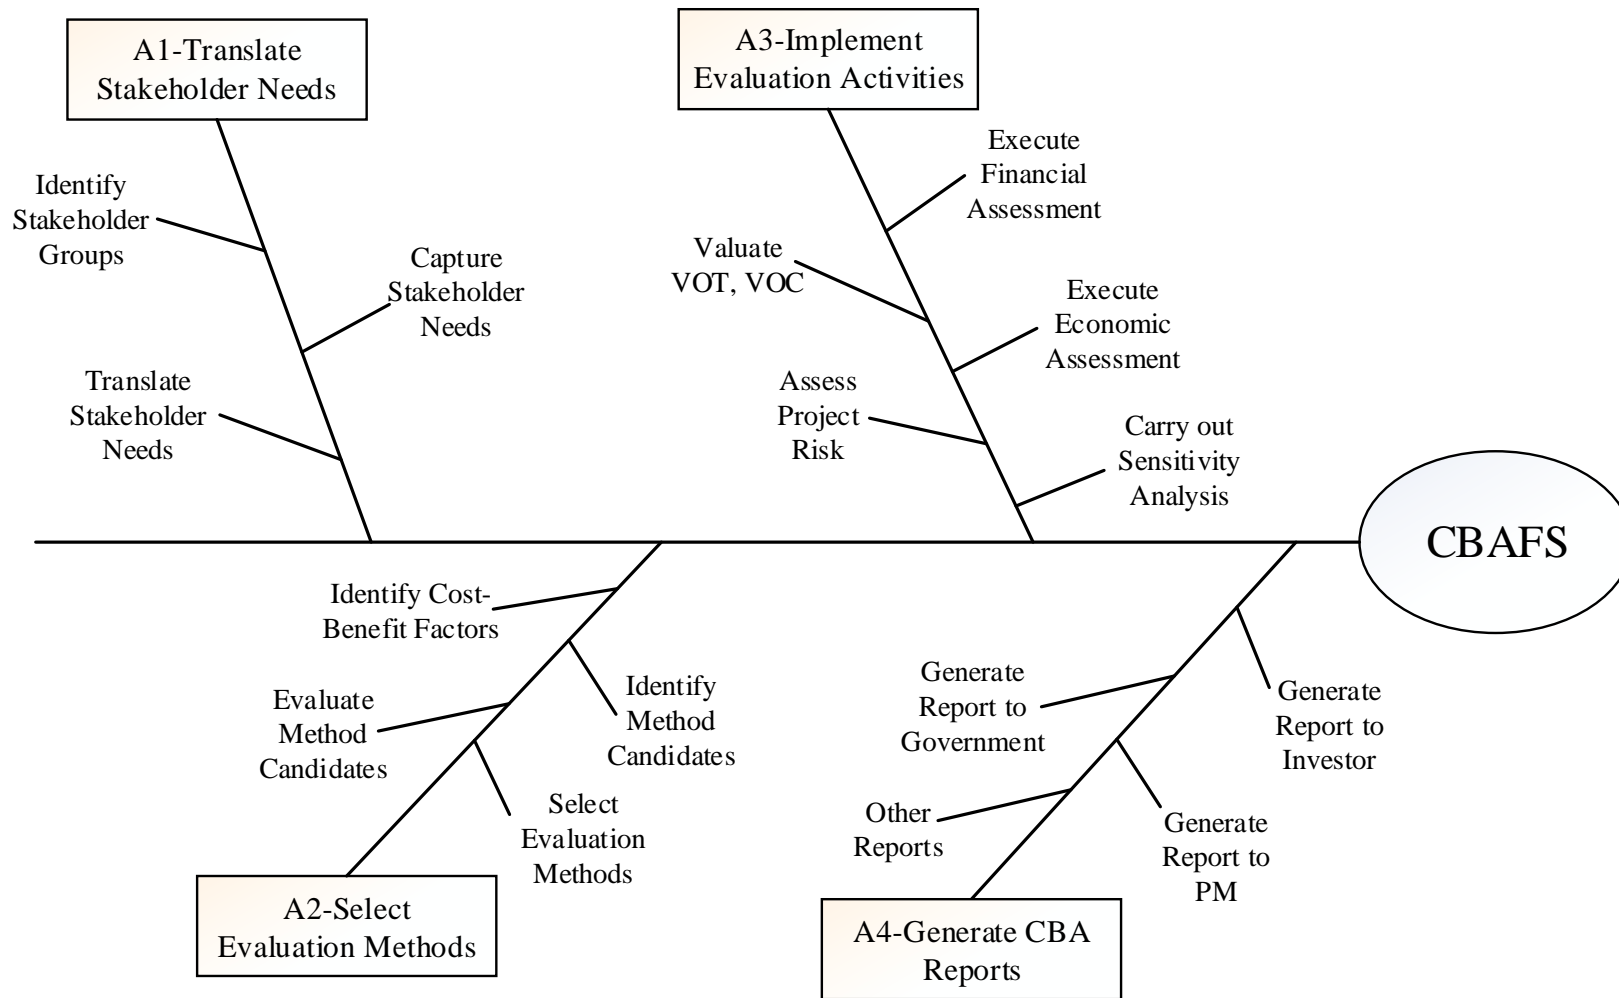 A1-Translate
Stakeholder Needs
Identify
Stakeholder
Groups
Capture
Stakeholder
Needs
Translate
Stakeholder
Needs
A3-Implement
Evaluation Activities
Execute
Financial
Assessment
Valuate
VOT, VOC
Execute
Economic
Assessment
Assess
Project
Risk
Carry out
Sensitivity
Analysis
CBAFS
Identify Cost-
Benefit Factors
Identify
Method
Candidates
Evaluate
Method
Candidates
Select
Evaluation
Methods
A2-Select
Evaluation Methods
Generate
Report to
Government
Generate
Report to
Investor
Other
Reports
Generate
Report to
PM
A4-Generate CBA
Reports